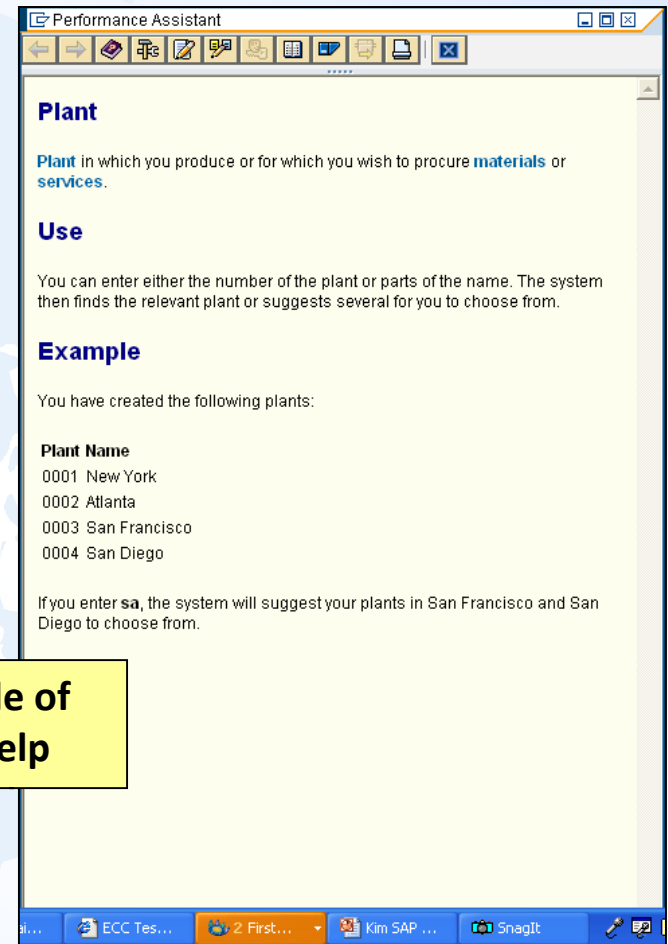 Performance Assistant
Plant
Plant in which you produce or for which you wish to procure materials or
services.
Use
You can enter either the number of the plant or parts of the name. The system
then finds the relevant plant or suggests several for you to choose from.
Example
You have created the following plants:
Plant Name
0001 New York
0002 Atlanta
0003 San Francisco
0004 San Diego
If you enter sa, the system will suggest your plants in San Francisco and San
Diego to choose from.
le of
elp
ECC Tes... 2 First... Kim SAP ... SnagIt